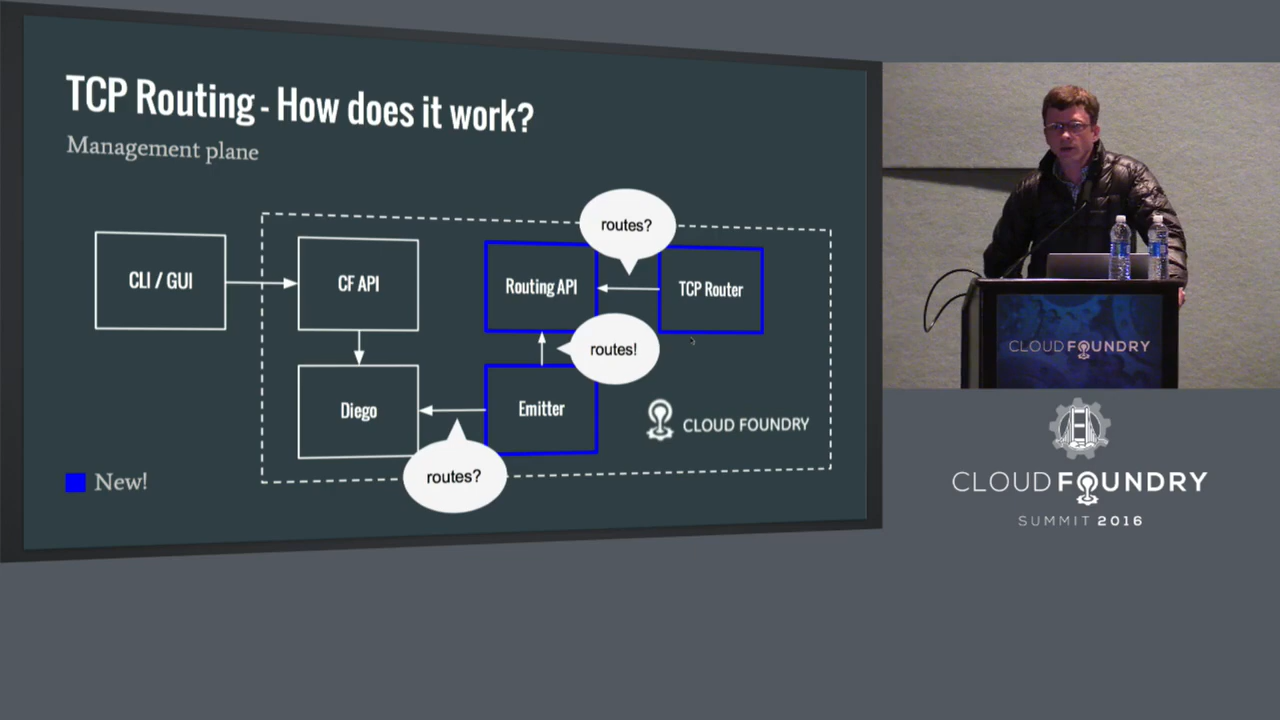 TCP Routing - How does it work?
Management plane
CLI / GUI
CF API
Routing API
routes?
TCP Router
routes!
Diego
Emitter
routes?
CLOUD FOUNDRY
New!
CLOUD FOUNDRY
CLOUD FOUNDRY
SUMMIT 2016